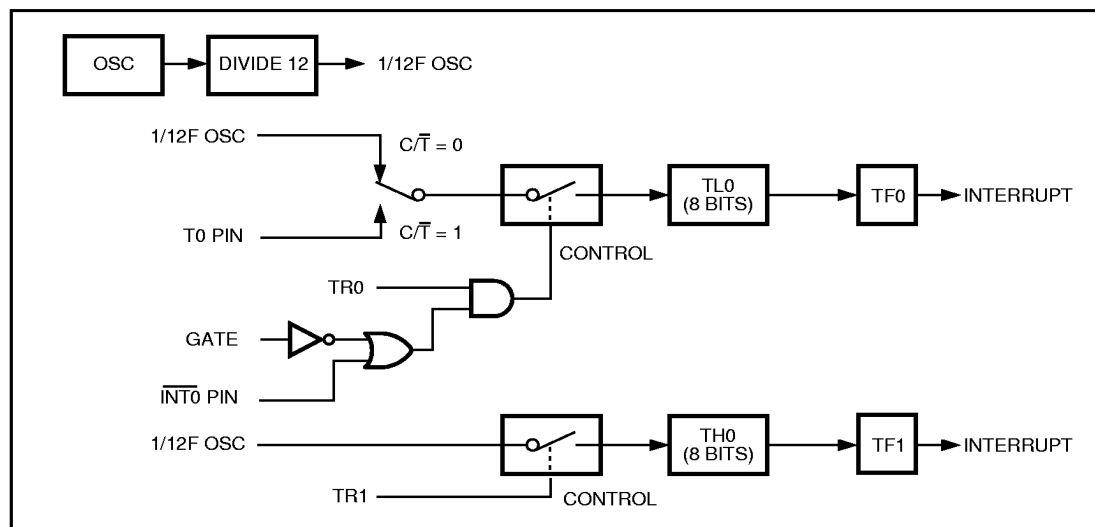 OSC
DIVIDE 12
1/12F OSC
1/12F OSC
C/T̅ = 0
TL0
(8 BITS)
TF0
INTERRUPT
T0 PIN
C/T̅ = 1
CONTROL
TR0
GATE
I̅N̅T̅0̅ PIN
1/12F OSC
TH0
(8 BITS)
TF1
INTERRUPT
TR1
CONTROL